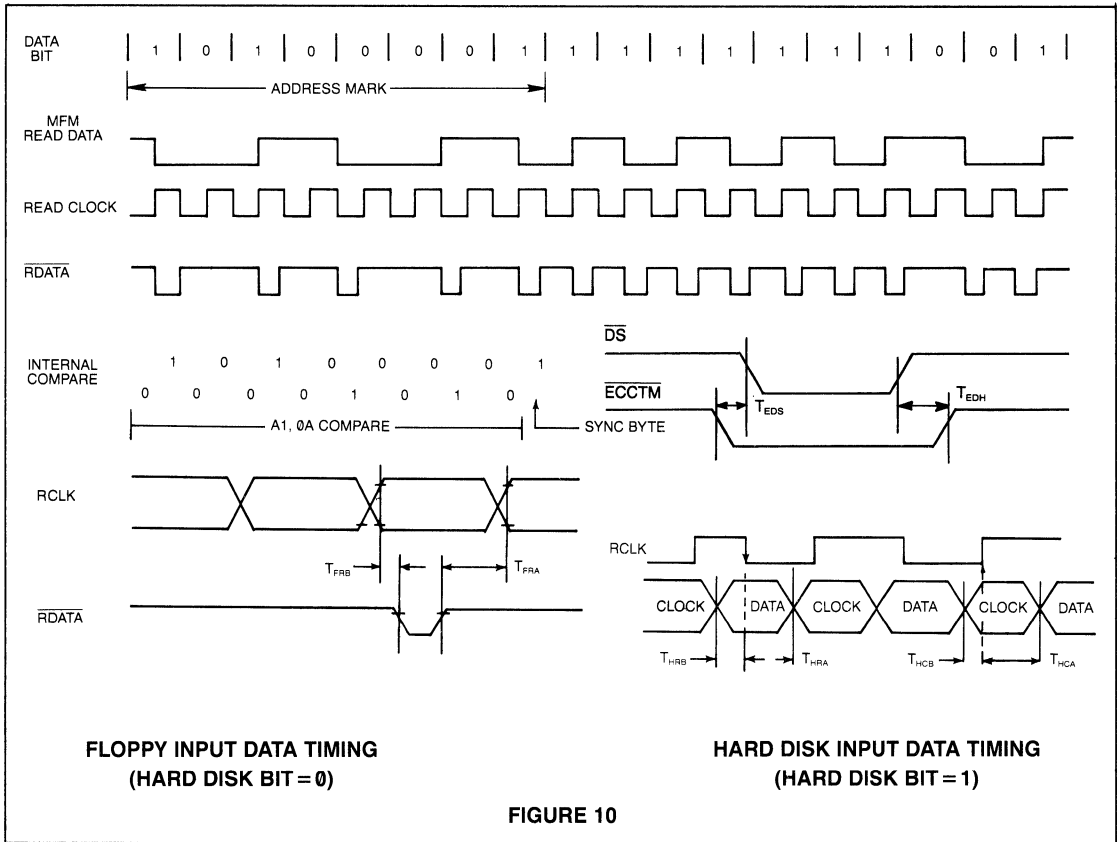 DATA BIT 1 0 1 0 0 0 0 1 1 1 1 1 1 1 1 0 0 1
ADDRESS MARK
MFM
READ DATA
READ CLOCK
RDATA
INTERNAL COMPARE
1 0 1 0 0 0 0 1
0 0 0 0 1 0 1 0
A1, 0A COMPARE
SYNC BYTE
DS
ECCTM
TEDS
TEDH
RCLK
TFRB
TFRA
RDATA
RCLK
CLOCK DATA CLOCK DATA CLOCK DATA
THRB
THRA
THCB
THCA
FLOPPY INPUT DATA TIMING
(HARD DISK BIT = 0)
HARD DISK INPUT DATA TIMING
(HARD DISK BIT = 1)
FIGURE 10